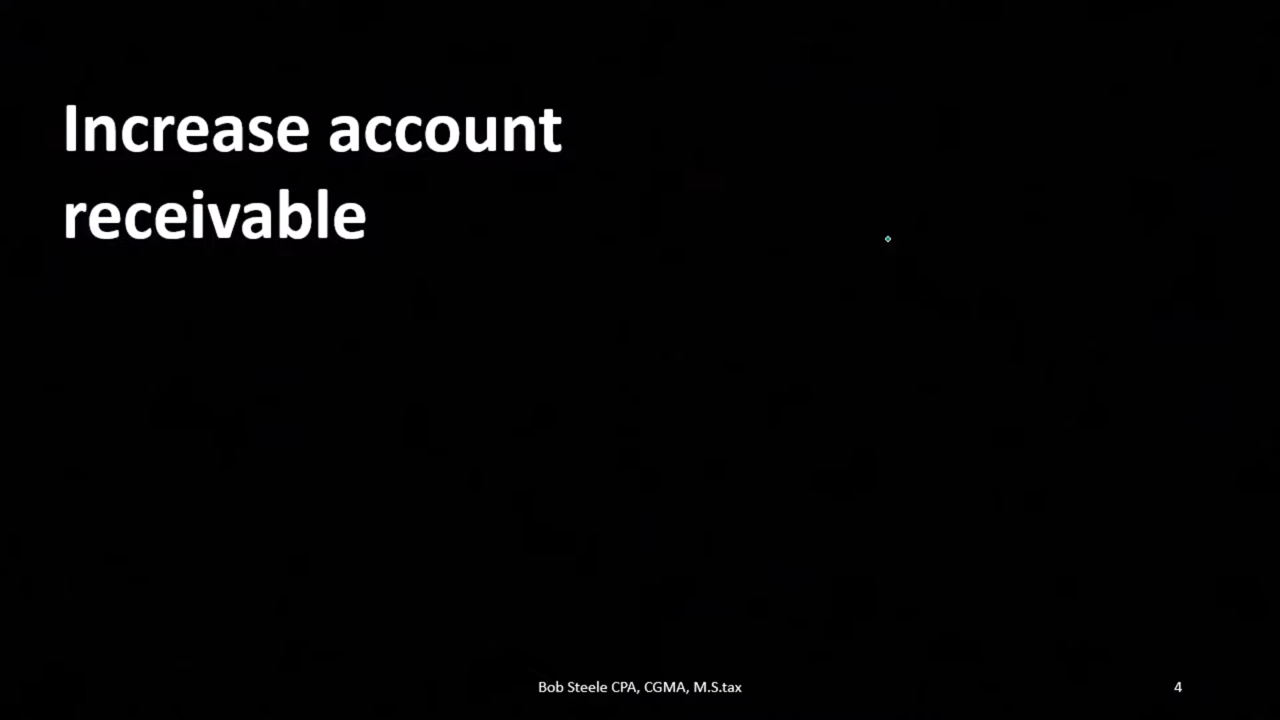 Increase account
receivable
Bob Steele CPA, CGMA, M.S.tax
4